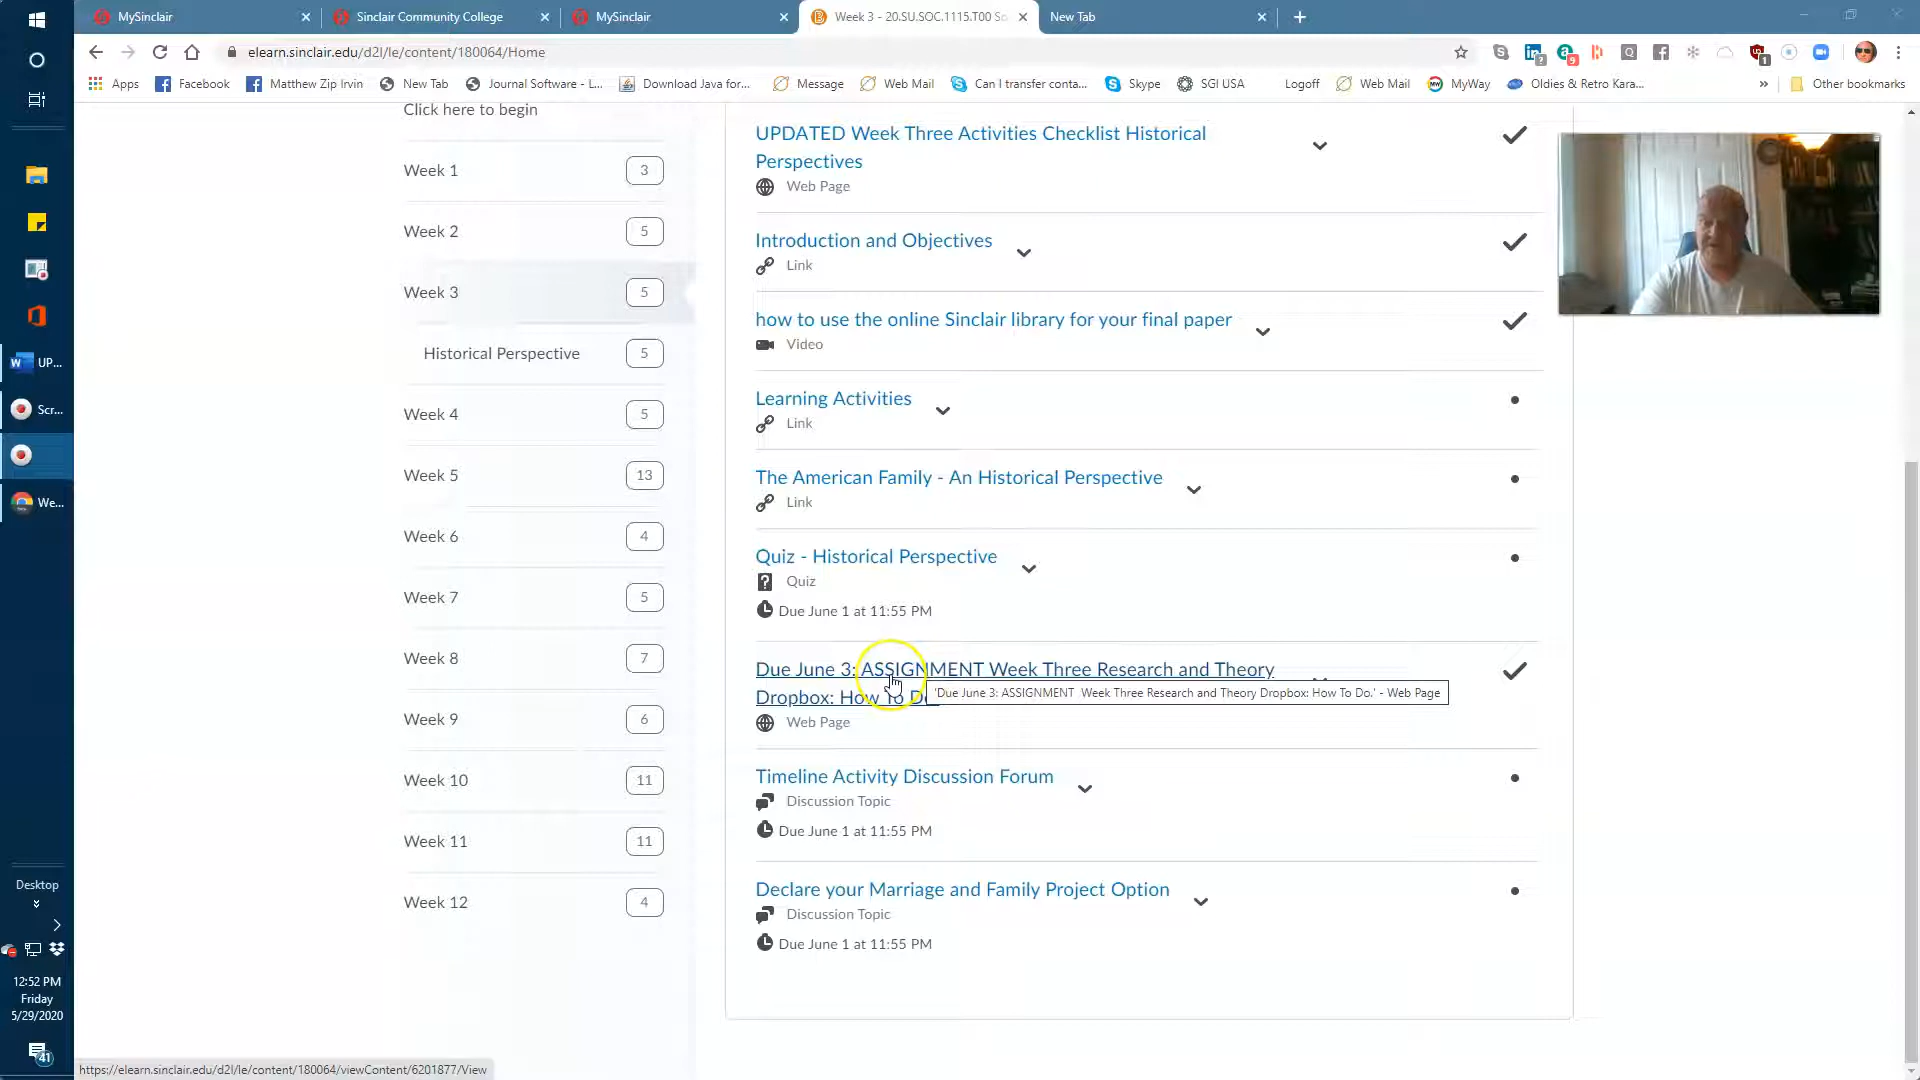 MySinclair
Sinclair Community College
MySinclair
Week 3 - 20.SU.SOC.1115.T00 So
New Tab
elearn.sinclair.edu/d2l/le/content/180064/Home
Apps
Facebook
Matthew Zip Irvin
New Tab
Journal Software - L...
Download Java for...
Message
Web Mail
Can I transfer conta...
Skype
SGI USA
Logoff
Web Mail
MyWay
Oldies & Retro Kara...
»
Other bookmarks
Click here to begin
Week 1
3
Week 2
5
Week 3
5
Historical Perspective
5
Week 4
5
Week 5
13
Week 6
4
Week 7
5
Week 8
7
Week 9
6
Week 10
11
Week 11
11
Week 12
4
UPDATED Week Three Activities Checklist Historical
Perspectives
Web Page
Introduction and Objectives
Link
how to use the online Sinclair library for your final paper
Video
Learning Activities
Link
The American Family - An Historical Perspective
Link
Quiz - Historical Perspective
Quiz
Due June 1 at 11:55 PM
Due June 3: ASSIGNMENT Week Three Research and Theory
Dropbox: How To Do
'Due June 3: ASSIGNMENT Week Three Research and Theory Dropbox: How To Do.' - Web Page
Web Page
Timeline Activity Discussion Forum
Discussion Topic
Due June 1 at 11:55 PM
Declare your Marriage and Family Project Option
Discussion Topic
Due June 1 at 11:55 PM
UP...
Scr...
We...
Desktop
12:52 PM
Friday
5/29/2020
41
https://elearn.sinclair.edu/d2l/le/content/180064/viewContent/6201877/View